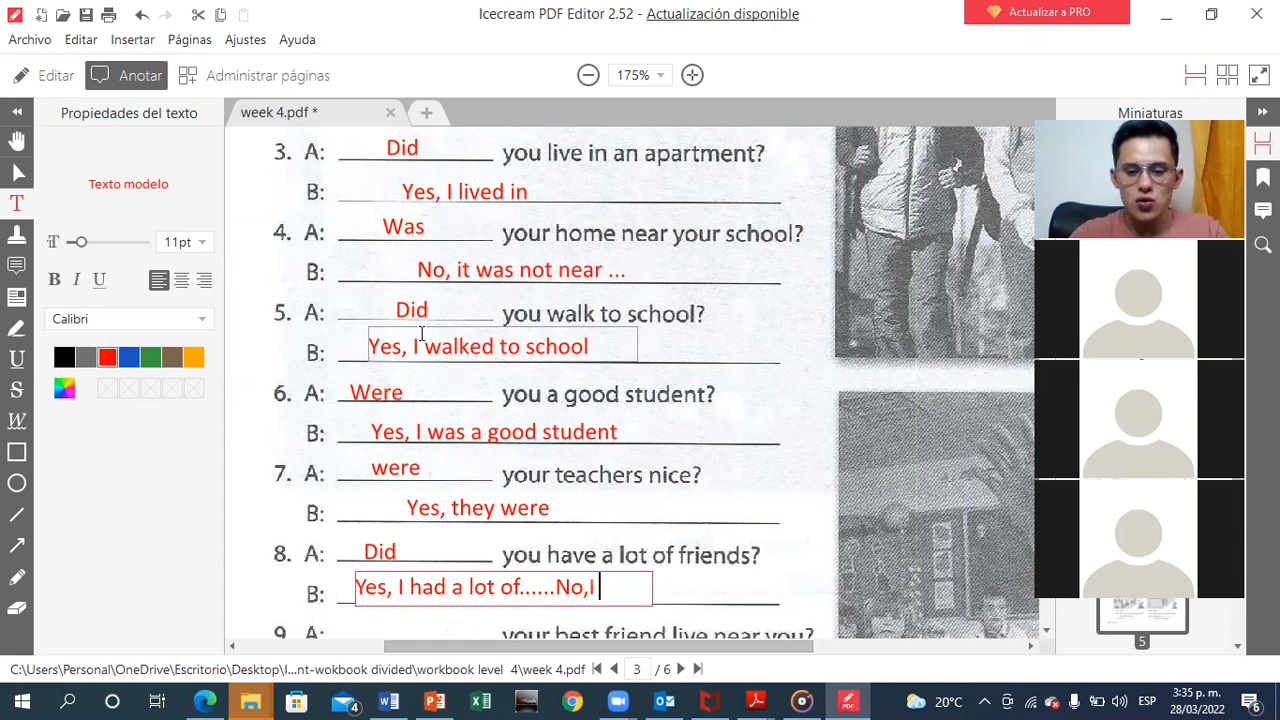 Icecream PDF Editor 2.52 - Actualización disponible
Actualizar a PRO
Archivo Editar Insertar Páginas Ajustes Ayuda
Editar Anotar Administrar páginas 175%
Propiedades del texto
week 4.pdf *
Miniaturas
Texto modelo
11pt
B I U
Calibri
3. A: Did you live in an apartment?
B: Yes, I lived in
4. A: Was your home near your school?
B: No, it was not near ...
5. A: Did you walk to school?
B: Yes, I walked to school
6. A: Were you a good student?
B: Yes, I was a good student
7. A: were your teachers nice?
B: Yes, they were
8. A: Did you have a lot of friends?
B: Yes, I had a lot of......No,I
9. A: your best friend live near you?
5
C:\Users\Personal\OneDrive\Escritorio\Desktop\I...nt-wokbook divided\workbook level 4\week 4.pdf
3 / 6
4
20°C
ESP
3:35 p. m.
28/03/2022